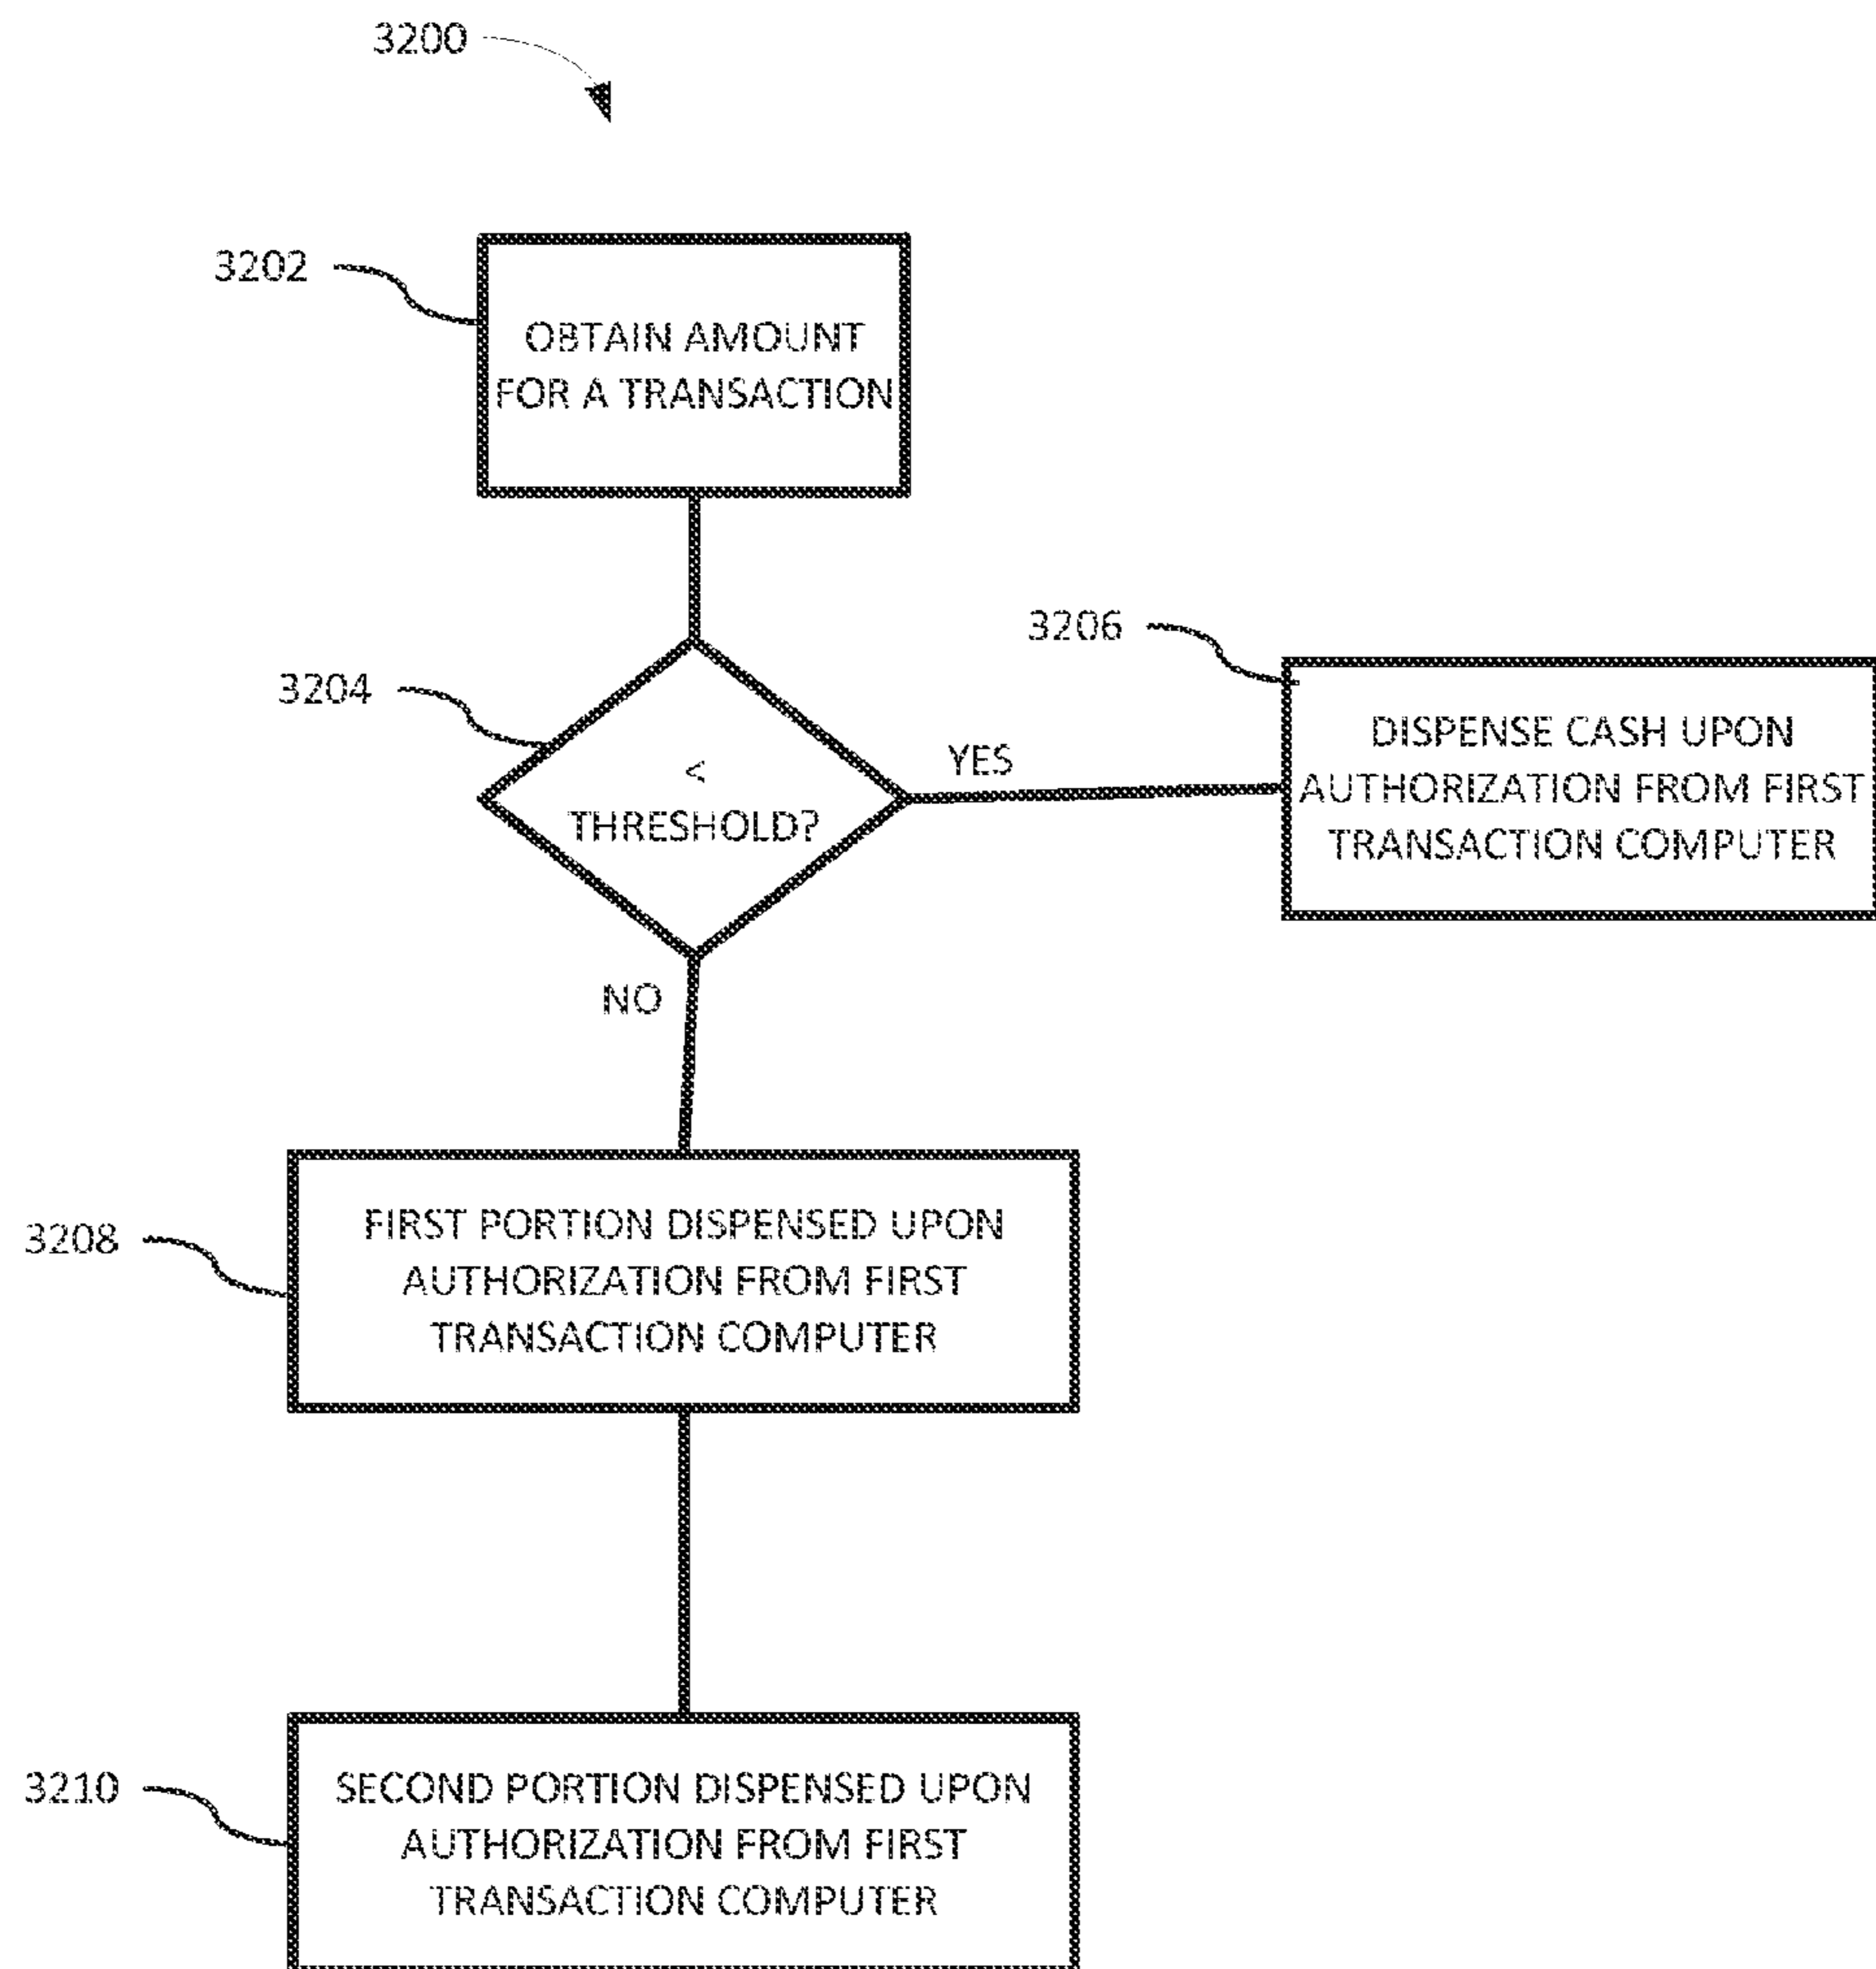 3200
3202
OBTAIN AMOUNT
FOR A TRANSACTION
3204
<
THRESHOLD?
YES
3206
DISPENSE CASH UPON
AUTHORIZATION FROM FIRST
TRANSACTION COMPUTER
NO
3208
FIRST PORTION DISPENSED UPON
AUTHORIZATION FROM FIRST
TRANSACTION COMPUTER
3210
SECOND PORTION DISPENSED UPON
AUTHORIZATION FROM FIRST
TRANSACTION COMPUTER